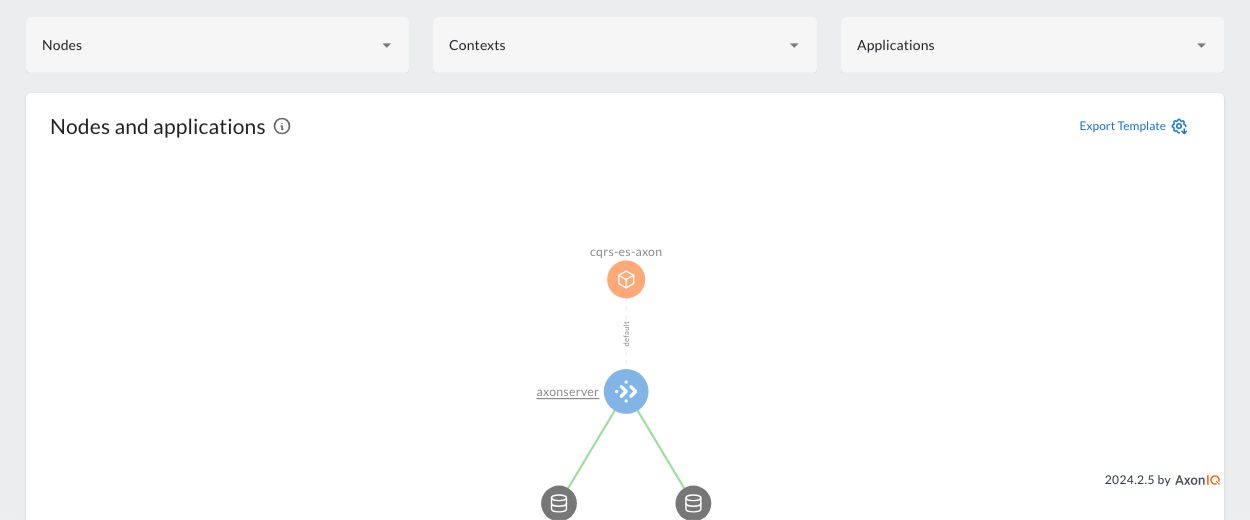 Nodes
Contexts
Applications
Nodes and applications
Export Template
cqrs-es-axon
default
axonserver
2024.2.5 by AxonIQ